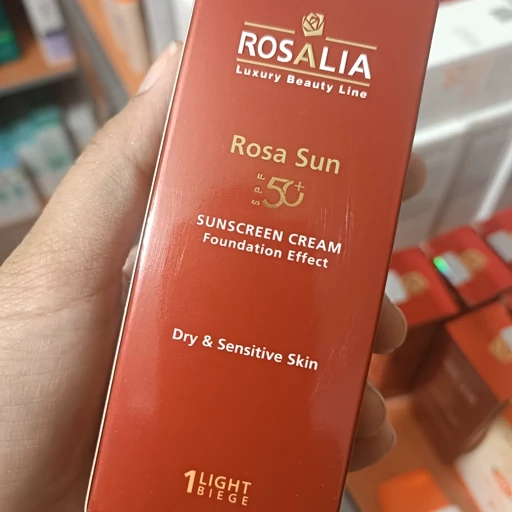 ROSALIA
Luxury Beauty Line
Rosa Sun
SPF 50+
SUNSCREEN CREAM
Foundation Effect
Dry & Sensitive Skin
1 LIGHT
BIEGE